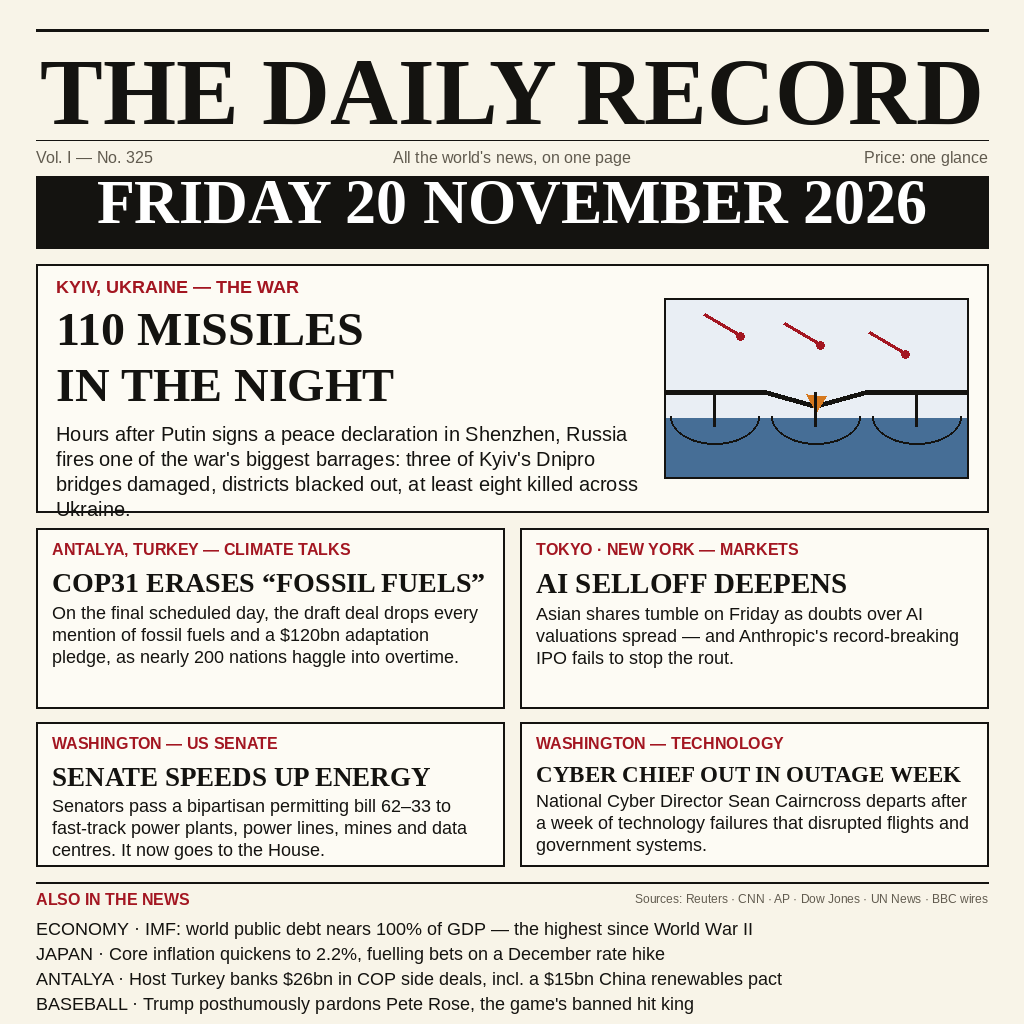 THE DAILY RECORD
Vol. I — No. 325
All the world's news, on one page
Price: one glance
FRIDAY 20 NOVEMBER 2026
KYIV, UKRAINE — THE WAR
110 MISSILES
IN THE NIGHT
Hours after Putin signs a peace declaration in Shenzhen, Russia
fires one of the war's biggest barrages: three of Kyiv's Dnipro
bridges damaged, districts blacked out, at least eight killed across
Ukraine.
ANTALYA, TURKEY — CLIMATE TALKS
COP31 ERASES “FOSSIL FUELS”
On the final scheduled day, the draft deal drops every
mention of fossil fuels and a $120bn adaptation
pledge, as nearly 200 nations haggle into overtime.
TOKYO · NEW YORK — MARKETS
AI SELLOFF DEEPENS
Asian shares tumble on Friday as doubts over AI
valuations spread — and Anthropic's record-breaking
IPO fails to stop the rout.
WASHINGTON — US SENATE
SENATE SPEEDS UP ENERGY
Senators pass a bipartisan permitting bill 62–33 to
fast-track power plants, power lines, mines and data
centres. It now goes to the House.
WASHINGTON — TECHNOLOGY
CYBER CHIEF OUT IN OUTAGE WEEK
National Cyber Director Sean Cairncross departs after
a week of technology failures that disrupted flights and
government systems.
ALSO IN THE NEWS
Sources: Reuters · CNN · AP · Dow Jones · UN News · BBC wires
ECONOMY · IMF: world public debt nears 100% of GDP — the highest since World War II
JAPAN · Core inflation quickens to 2.2%, fuelling bets on a December rate hike
ANTALYA · Host Turkey banks $26bn in COP side deals, incl. a $15bn China renewables pact
BASEBALL · Trump posthumously pardons Pete Rose, the game's banned hit king